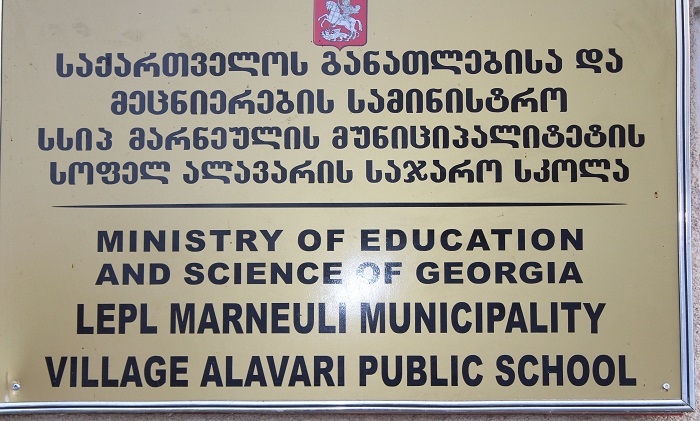 საქართველოს განათლებისა და
მეცნიერების სამინისტრო
სსიპ მარნეულის მუნიციპალიტეტის
სოფელ ალავარის საჯარო სკოლა
MINISTRY OF EDUCATION
AND SCIENCE OF GEORGIA
LEPL MARNEULI MUNICIPALITY
VILLAGE ALAVARI PUBLIC SCHOOL